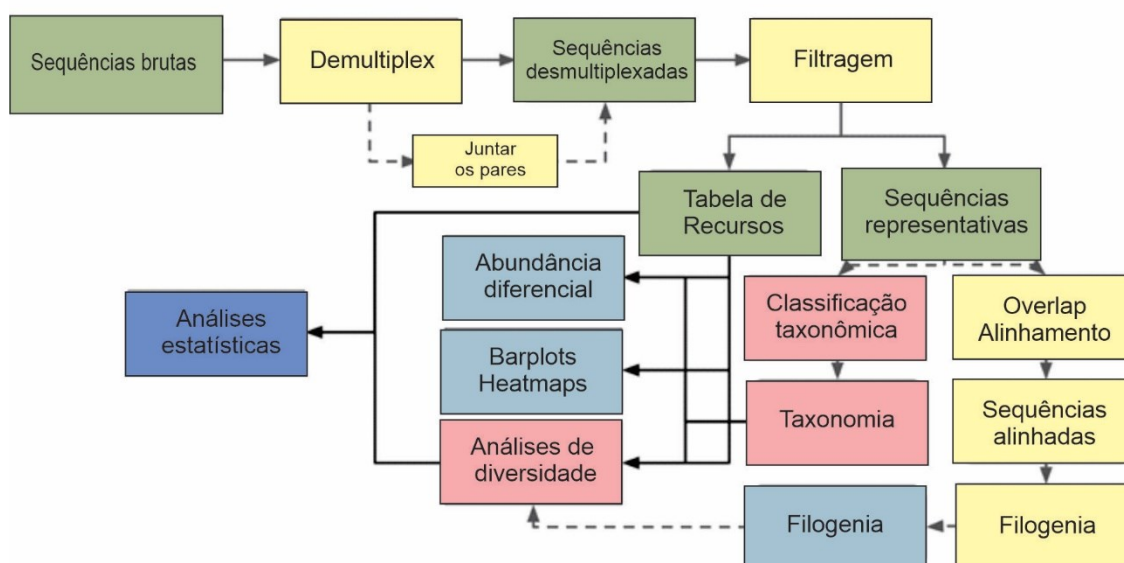 Sequências brutas
Demultiplex
Sequências
desmultiplexadas
Filtragem
Juntar
os pares
Tabela de
Recursos
Sequências
representativas
Abundância
diferencial
Classificação
taxonômica
Overlap
Alinhamento
Análises
estatísticas
Barplots
Heatmaps
Taxonomia
Sequências
alinhadas
Análises de
diversidade
Filogenia
Filogenia